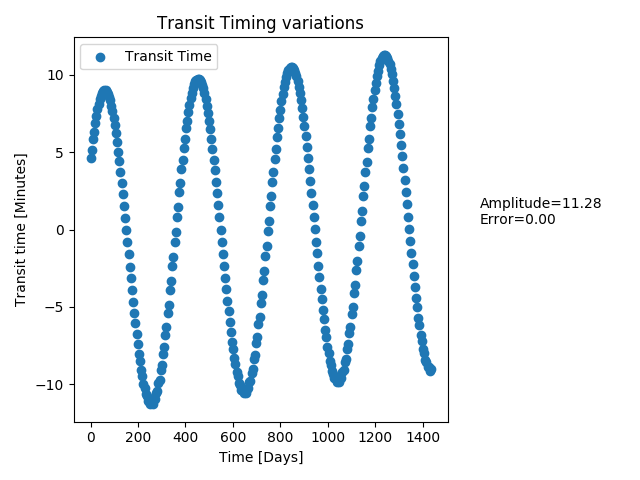 Transit Timing variations
Transit Time
10
5
0
−5
−10
Transit time [Minutes]
0 200 400 600 800 1000 1200 1400
Time [Days]
Amplitude=11.28
Error=0.00